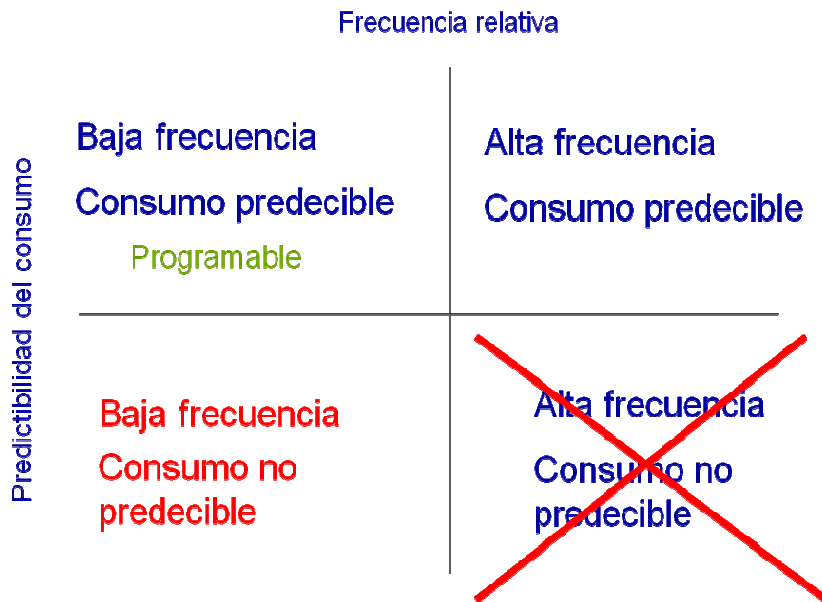 Frecuencia relativa
Predictibilidad del consumo
Baja frecuencia
Consumo predecible
Programable
Alta frecuencia
Consumo predecible
Baja frecuencia
Consumo no
predecible
Alta frecuencia
Consumo no
predecible